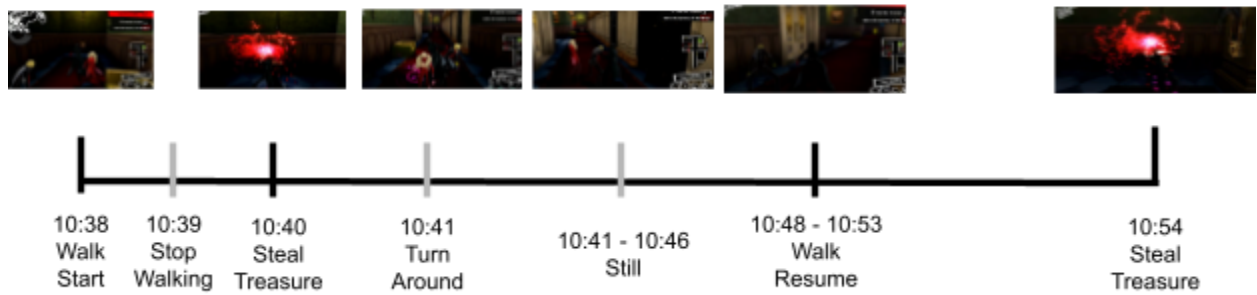 10:38
Walk
Start
10:39
Stop
Walking
10:40
Steal
Treasure
10:41
Turn
Around
10:41 - 10:46
Still
10:48 - 10:53
Walk
Resume
10:54
Steal
Treasure